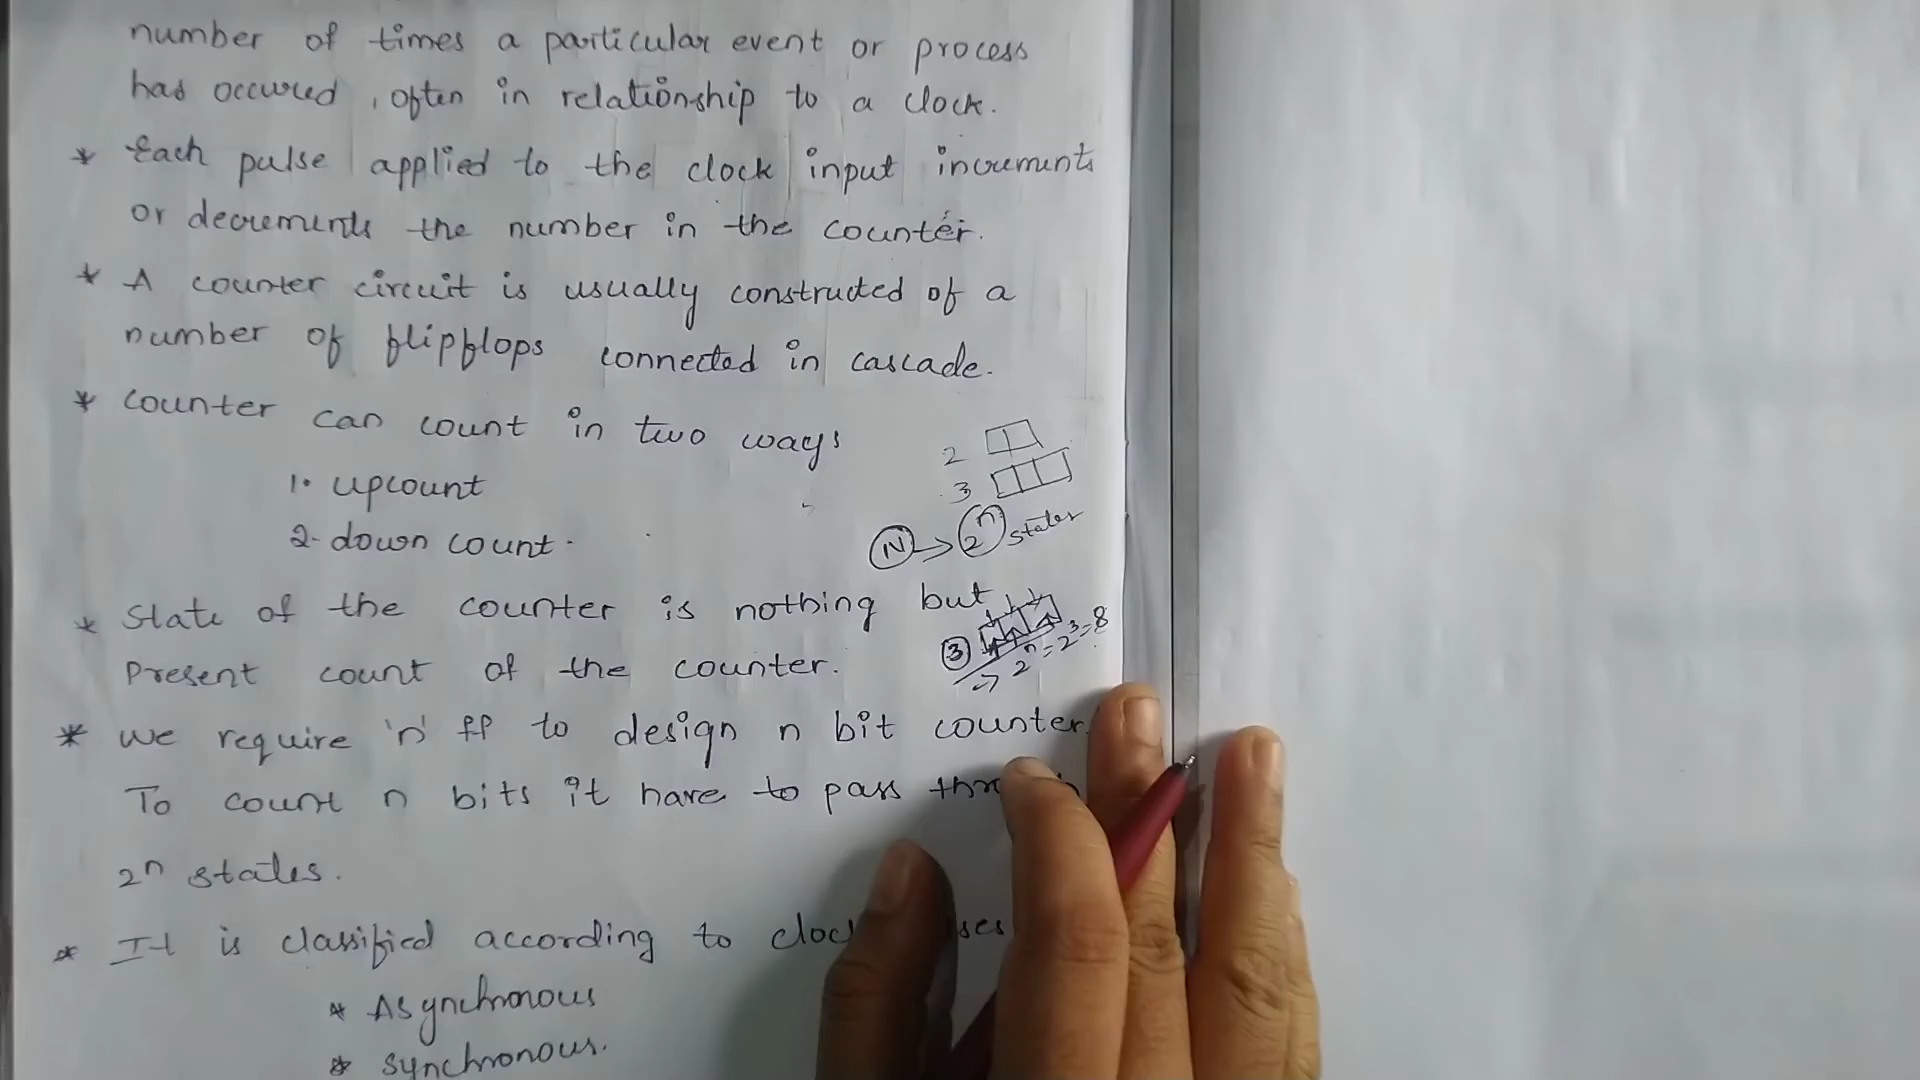 number of times a particular event or process
has occured, often in relationship to a clock.
* Each pulse applied to the clock input increments
or decrements the number in the counter.
* A counter circuit is usually constructed of a
number of flipflops connected in cascade.
* counter can count in two ways
1. upcount
2. down count.
2
3
N → 2ⁿ states
* State of the counter is nothing but
Present count of the counter.
3
→ 2ⁿ = 2³ = 8
* we require 'n' ff to design n bit counter.
To count n bits it have to pass
2ⁿ states.
* It is classified according to
* Asynchronous
* synchronous.